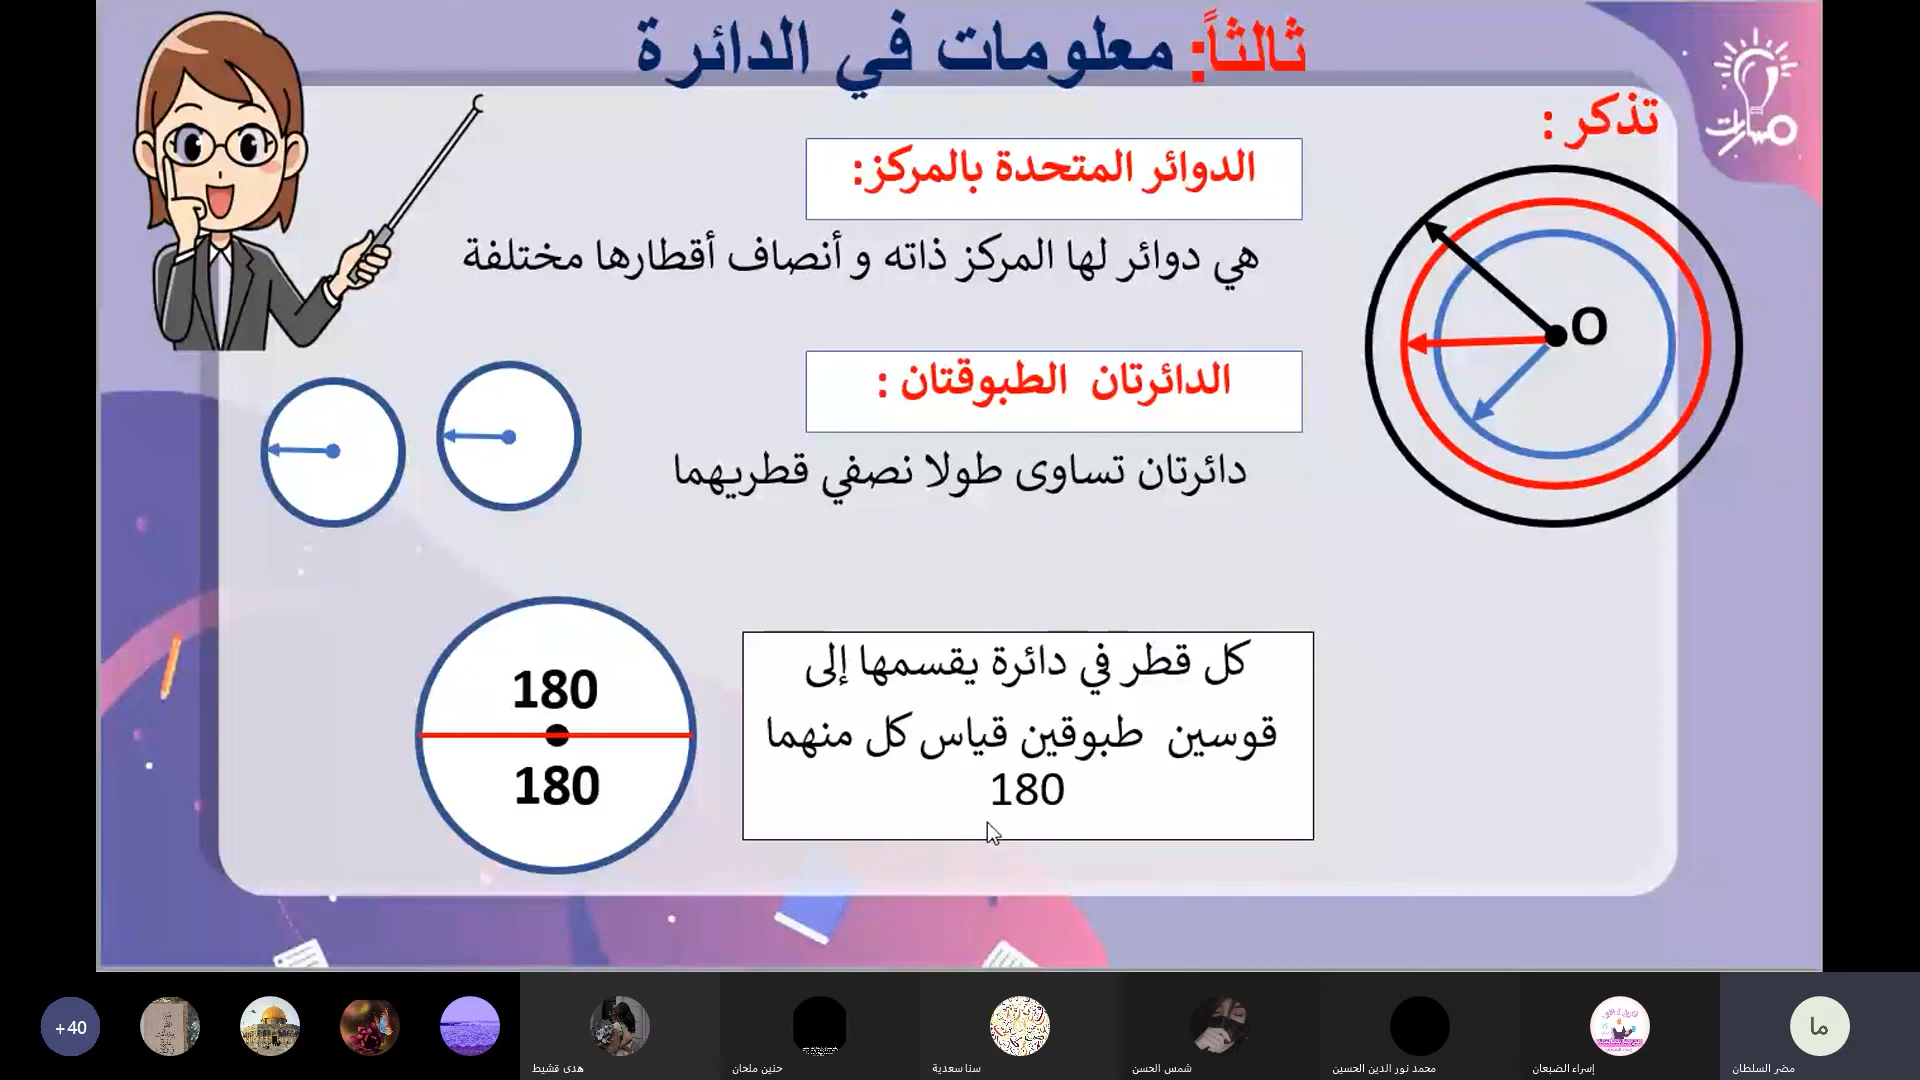 ثالثاً: معلومات في الدائرة
مسارات
تذكر :
الدوائر المتحدة بالمركز:
هي دوائر لها المركز ذاته و أنصاف أقطارها مختلفة
O
الدائرتان الطبوقتان :
دائرتان تساوى طولا نصفي قطريهما
كل قطر في دائرة يقسمها إلى
قوسين طبوقين قياس كل منهما
180
180
180
+40
هدى قشيط
حنين ملحان
سنا سعدية
شمس الحسن
محمد نور الدين الحسين
إسراء الضبعان
ما
مضر السلطان